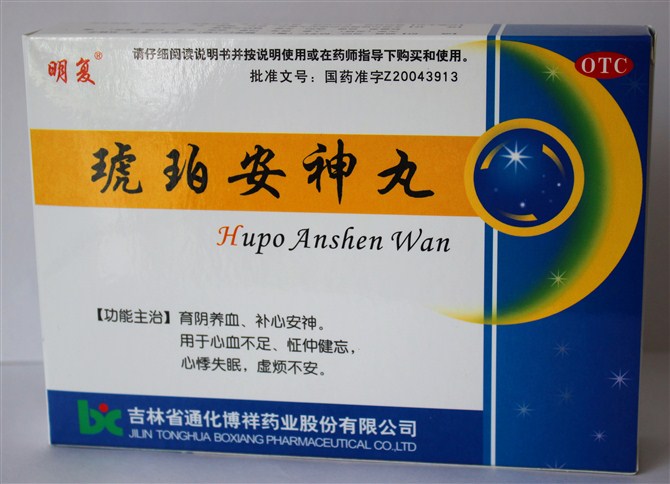 请仔细阅读说明书并按说明使用或在药师指导下购买和使用。
明复®
批准文号：国药准字Z20043913
OTC
琥珀安神丸
Hupo Anshen Wan
【功能主治】育阴养血、补心安神。
用于心血不足、怔仲健忘，
心悸失眠，虚烦不安。
bc
吉林省通化博祥药业股份有限公司
JILIN TONGHUA BOXIANG PHARMACEUTICAL CO.,LTD